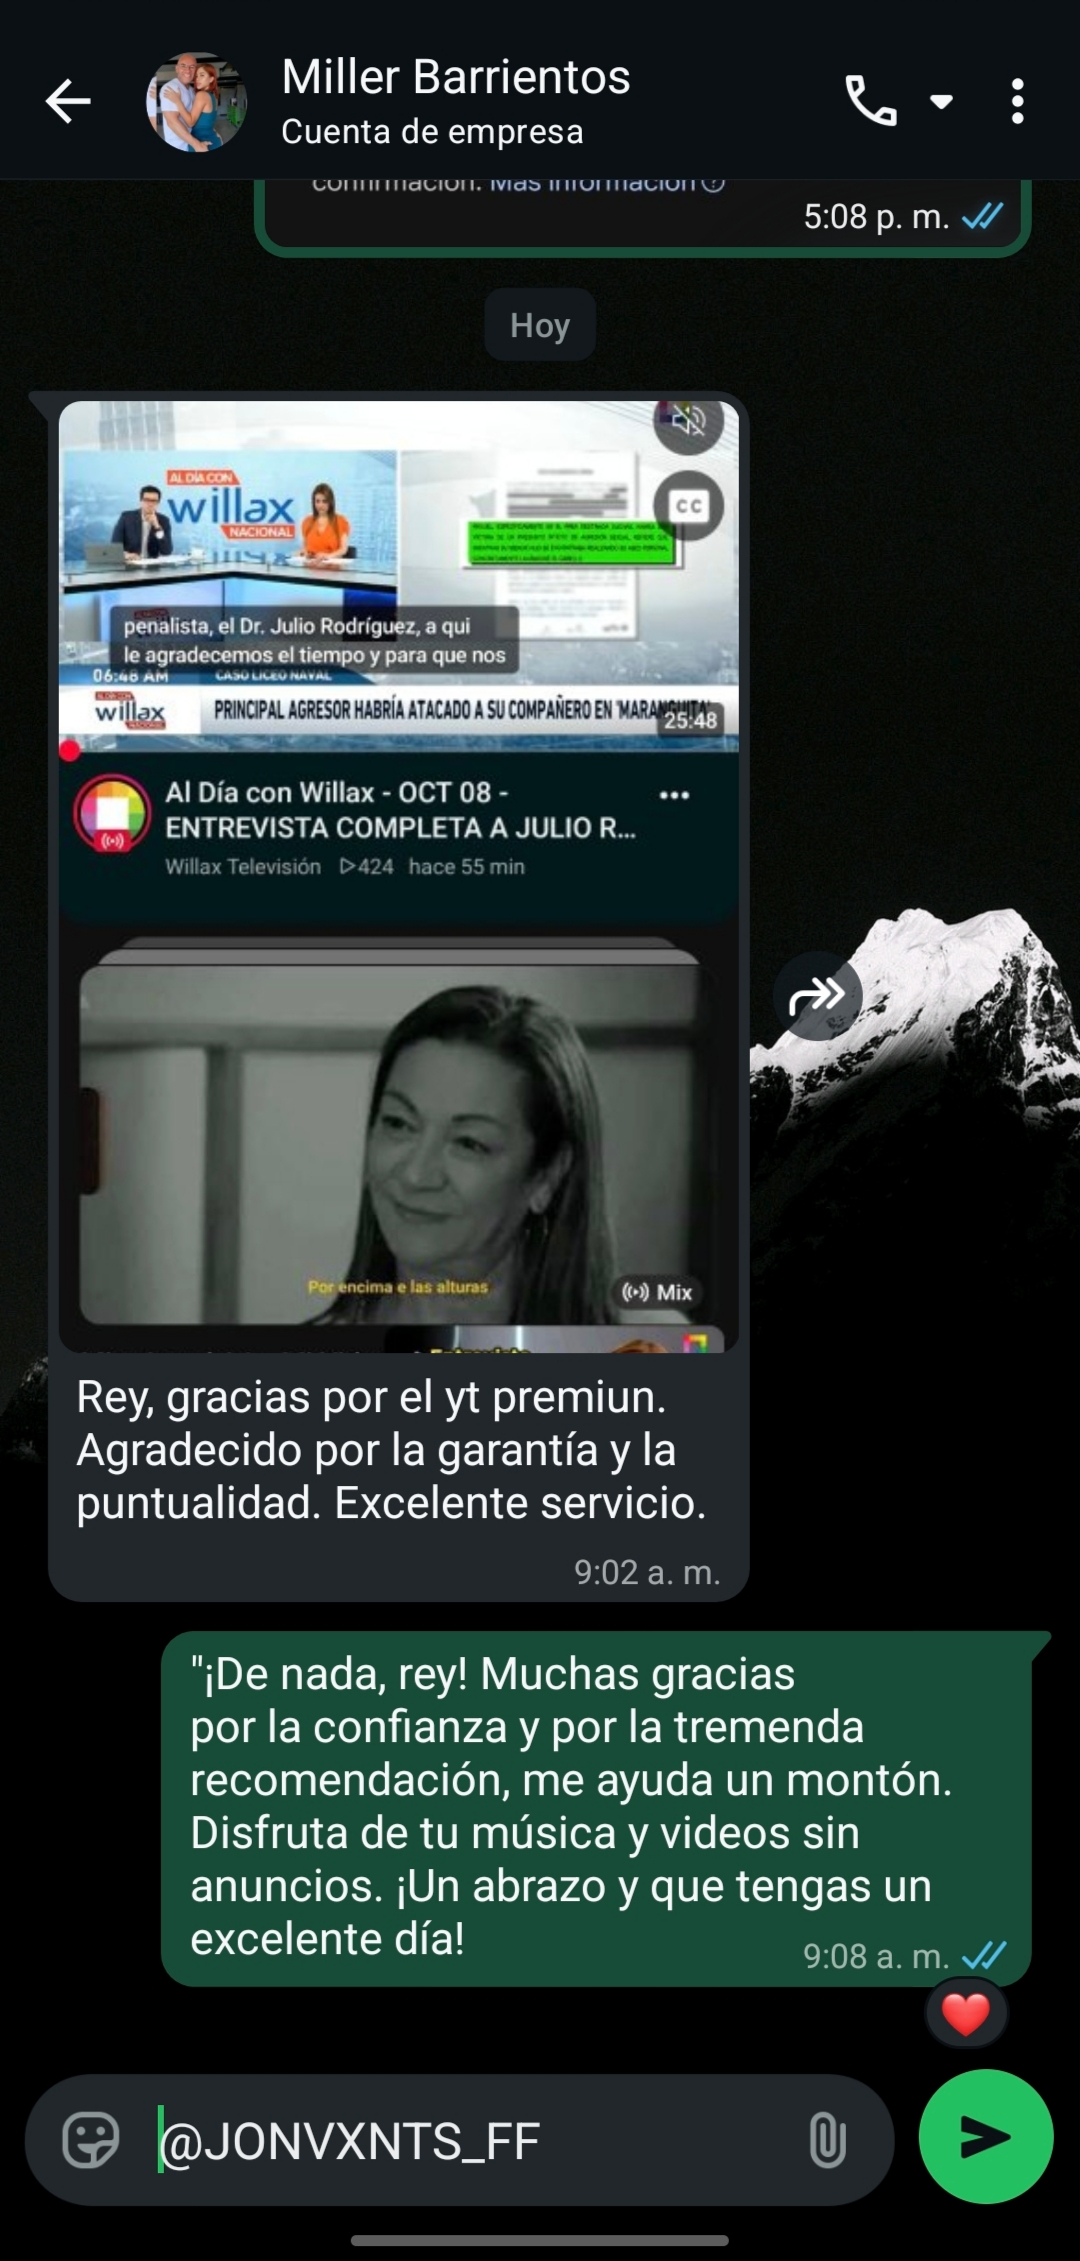 Miller Barrientos
Cuenta de empresa
confirmación. Más información
5:08 p. m.
Hoy
AL DÍA CON
willax
NACIONAL
CC
penalista, el Dr. Julio Rodríguez, a qui
le agradecemos el tiempo y para que nos
06:48 AM CASO LICEO NAVAL
willax PRINCIPAL AGRESOR HABRÍA ATACADO A SU COMPAÑERO EN 'MARANGUITA'
25:48
Al Día con Willax - OCT 08 -
ENTREVISTA COMPLETA A JULIO R...
Willax Televisión 424 hace 55 min
Por encima e las alturas
Mix
Rey, gracias por el yt premiun.
Agradecido por la garantía y la
puntualidad. Excelente servicio.
9:02 a. m.
"¡De nada, rey! Muchas gracias
por la confianza y por la tremenda
recomendación, me ayuda un montón.
Disfruta de tu música y videos sin
anuncios. ¡Un abrazo y que tengas un
excelente día!
9:08 a. m.
@JONVXNTS_FF